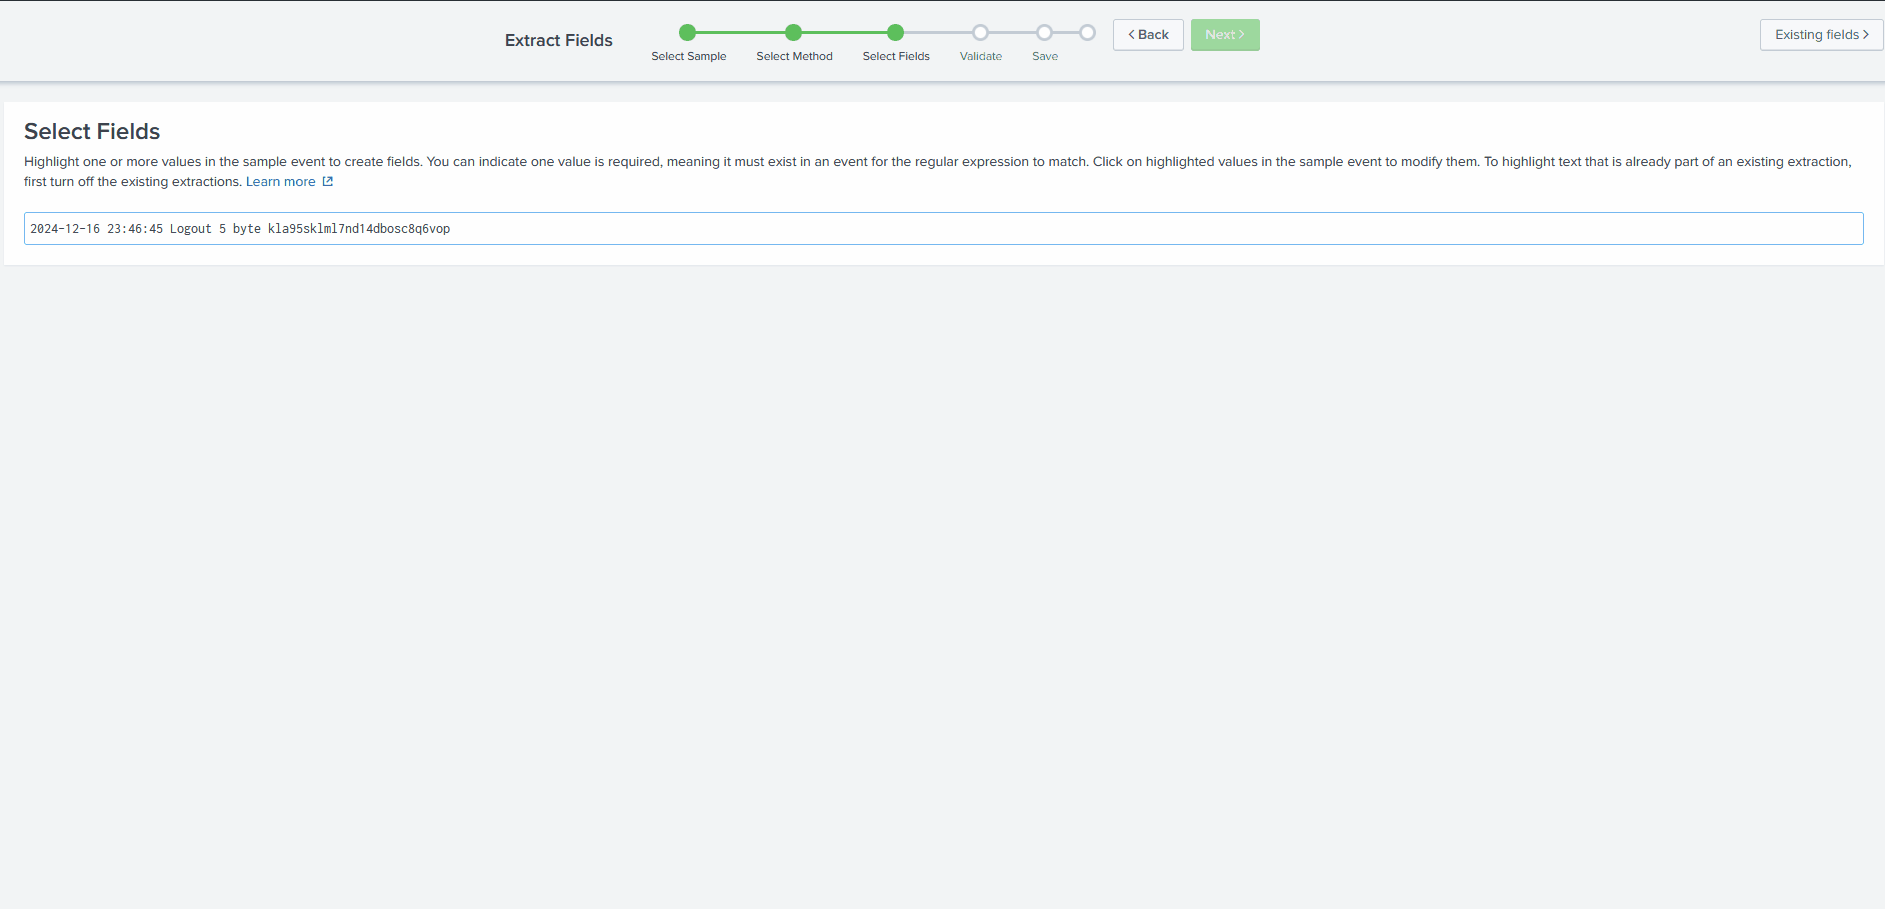 Extract Fields
Select Sample
Select Method
Select Fields
Validate
Save
Back
Next
Existing fields
Select Fields
Highlight one or more values in the sample event to create fields. You can indicate one value is required, meaning it must exist in an event for the regular expression to match. Click on highlighted values in the sample event to modify them. To highlight text that is already part of an existing extraction,
first turn off the existing extractions. Learn more
2024-12-16 23:46:45 Logout 5 byte kla95sklml7nd14dbosc8q6vop